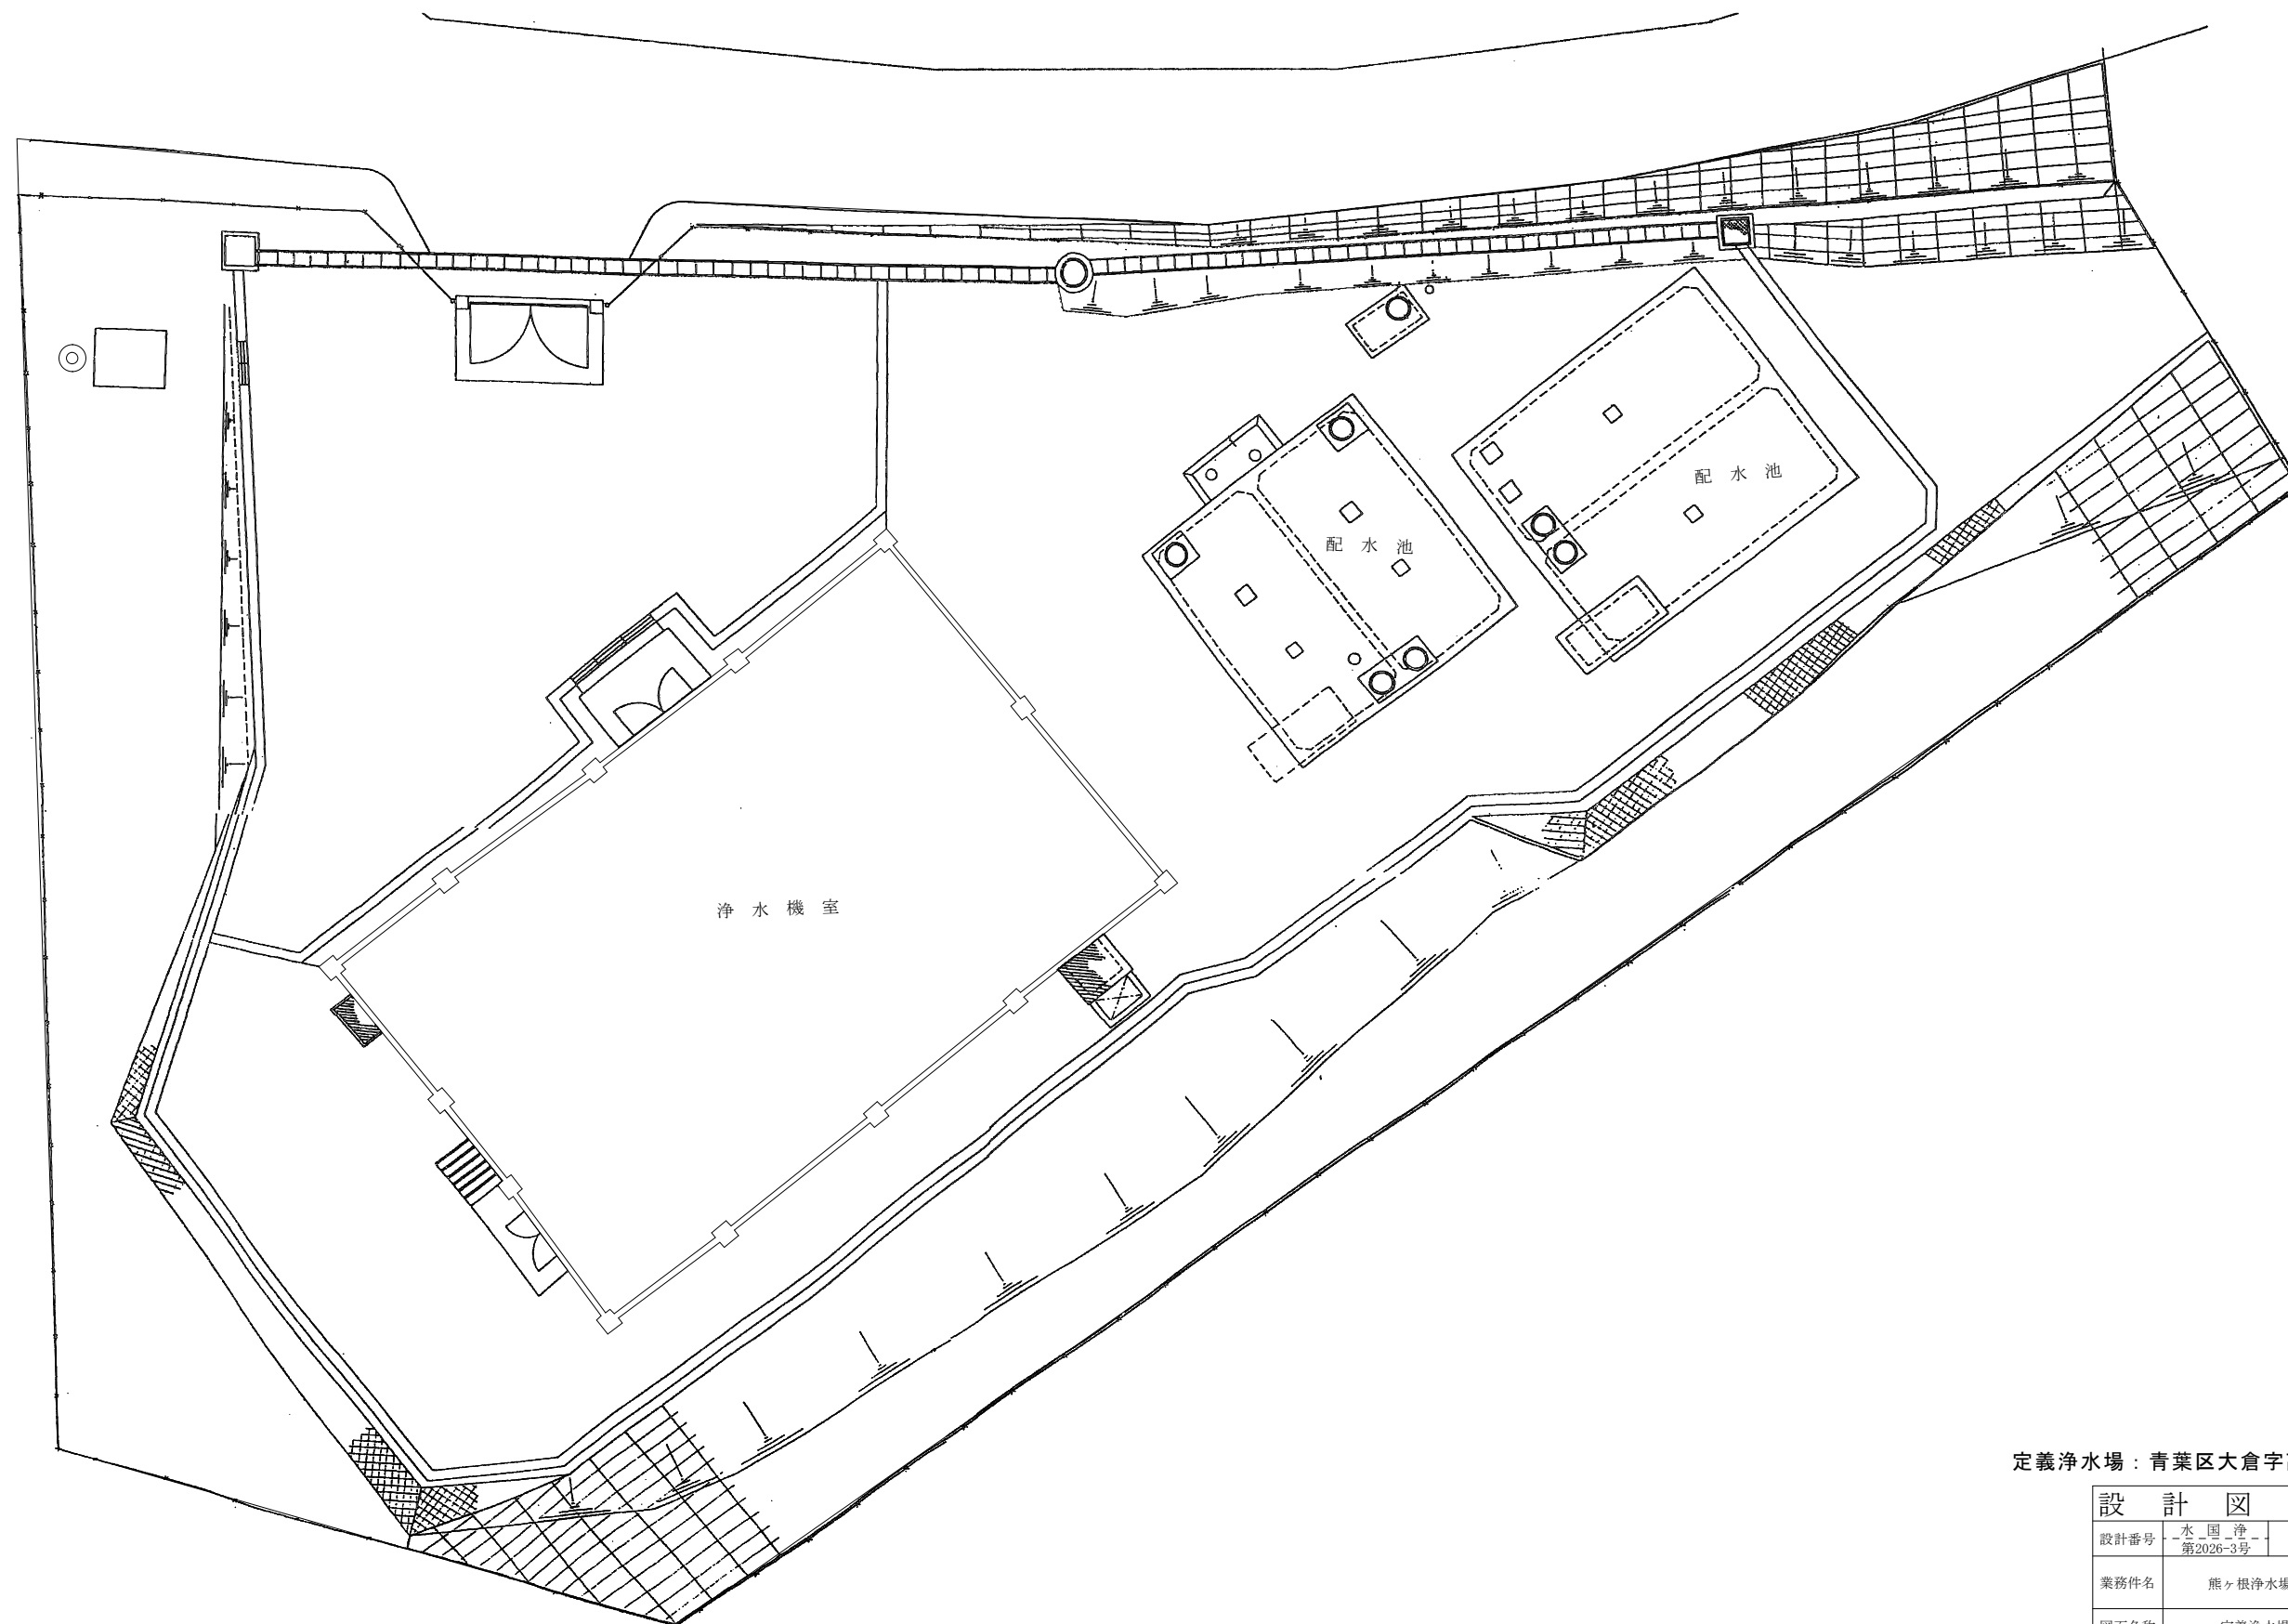 配水池
配水池
浄水機室
定義浄水場：青葉区大倉字
設計図
設計番号 水国浄
第2026-3号
業務件名 熊ヶ根浄水場